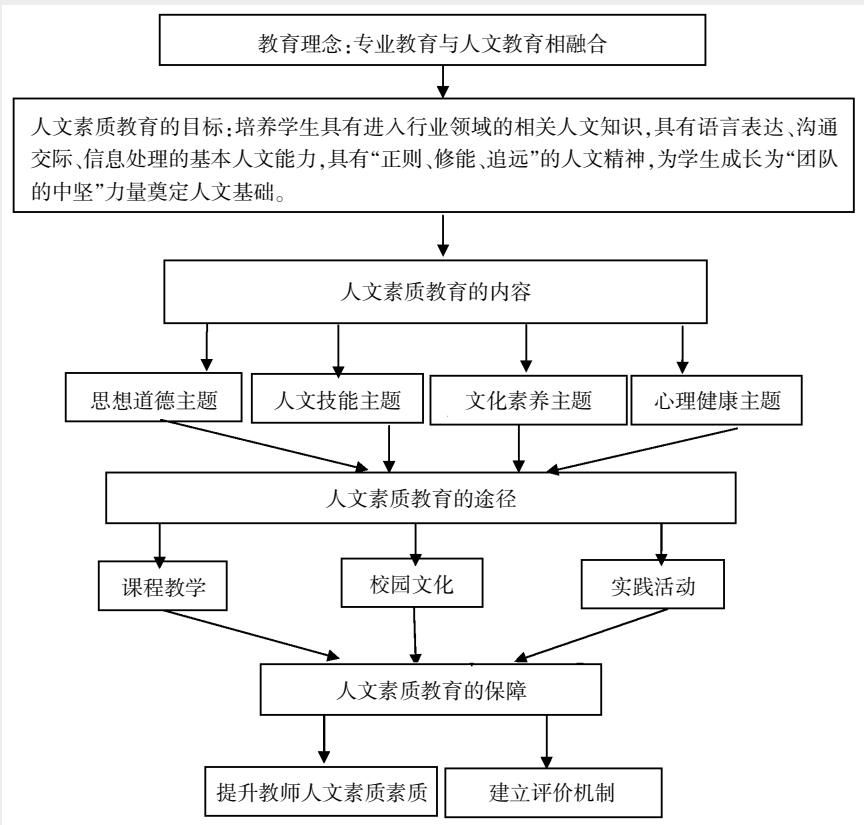 教育理念:专业教育与人文教育相融合
人文素质教育的目标:培养学生具有进入行业领域的相关人文知识,具有语言表达、沟通
交际、信息处理的基本人文能力,具有“正则、修能、追远”的人文精神,为学生成长为“团队
的中坚”力量奠定人文基础。
人文素质教育的内容
思想道德主题
人文技能主题
文化素养主题
心理健康主题
人文素质教育的途径
课程教学
校园文化
实践活动
人文素质教育的保障
提升教师人文素质素质
建立评价机制